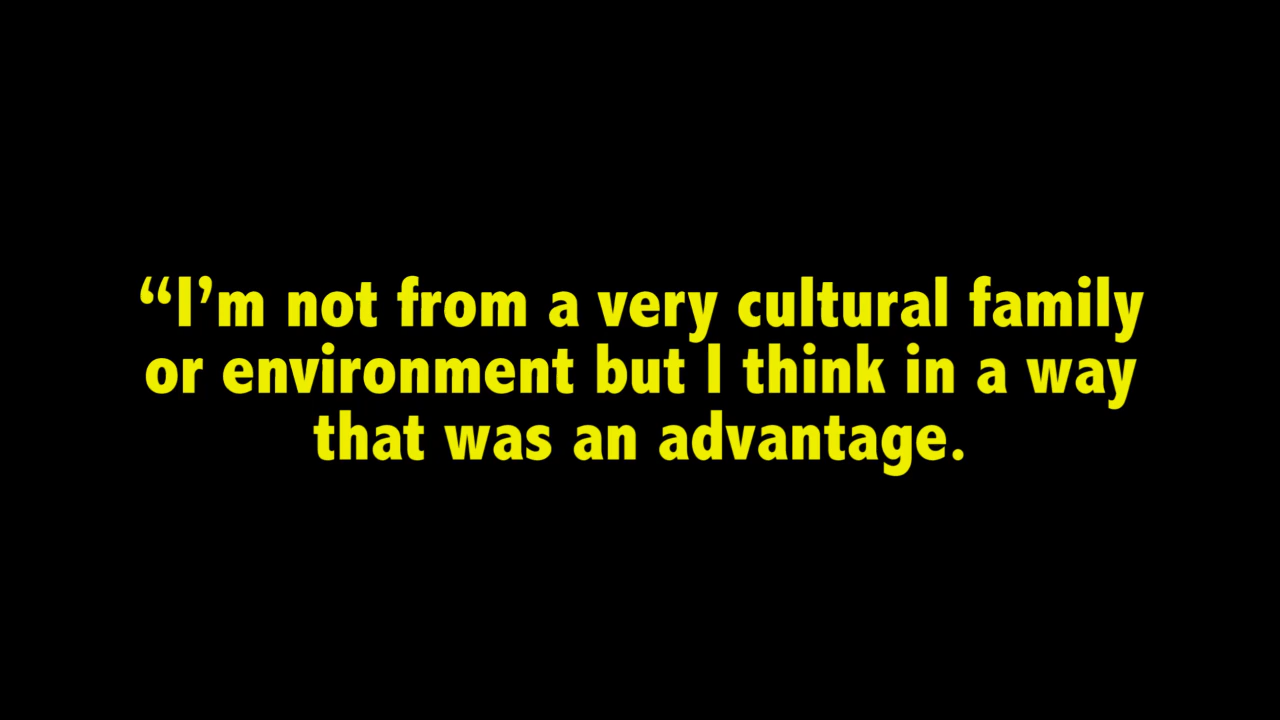 “I’m not from a very cultural family
or environment but I think in a way
that was an advantage.